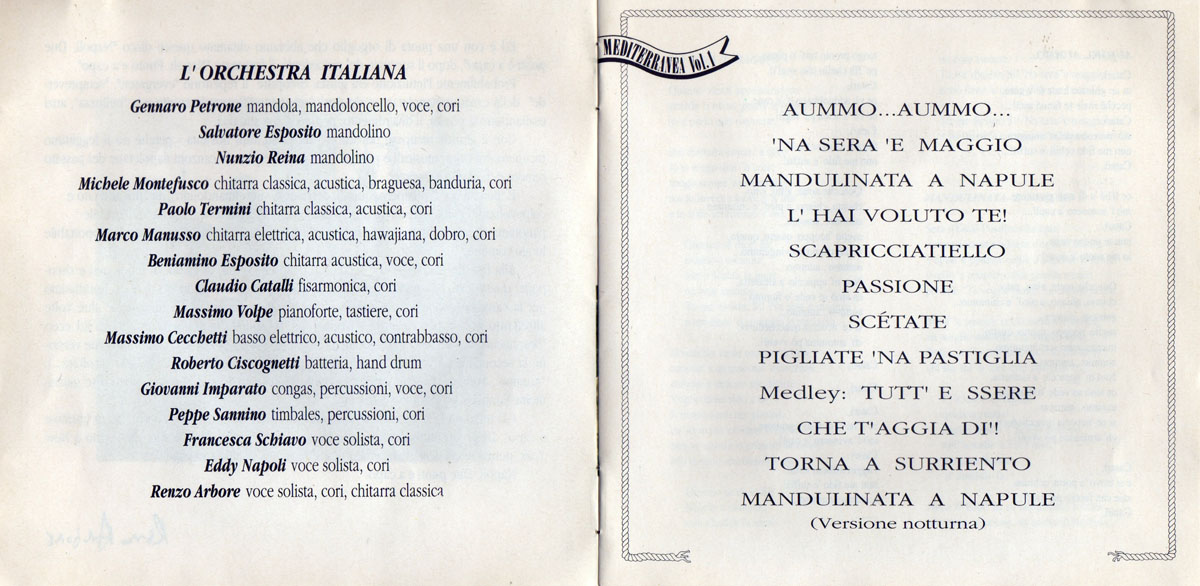 L'ORCHESTRA ITALIANA
Gennaro Petrone mandola, mandoloncello, voce, cori
Salvatore Esposito mandolino
Nunzio Reina mandolino
Michele Montefusco chitarra classica, acustica, braguesa, banduria, cori
Paolo Termini chitarra classica, acustica, cori
Marco Manusso chitarra elettrica, acustica, hawajiana, dobro, cori
Beniamino Esposito chitarra acustica, voce, cori
Claudio Catalli fisarmonica, cori
Massimo Volpe pianoforte, tastiere, cori
Massimo Cecchetti basso elettrico, acustico, contrabbasso, cori
Roberto Ciscognetti batteria, hand drum
Giovanni Imparato congas, percussioni, voce, cori
Peppe Sannino timbales, percussioni, cori
Francesca Schiavo voce solista, cori
Eddy Napoli voce solista, cori
Renzo Arbore voce solista, cori, chitarra classica
MEDITERRANEA Vol.1
AUMMO...AUMMO...
'NA SERA 'E MAGGIO
MANDULINATA A NAPULE
L' HAI VOLUTO TE!
SCAPRICCIATIELLO
PASSIONE
SCÉTATE
PIGLIATE 'NA PASTIGLIA
Medley: TUTT' E SSERE
CHE T'AGGIA DI'!
TORNA A SURRIENTO
MANDULINATA A NAPULE
(Versione notturna)